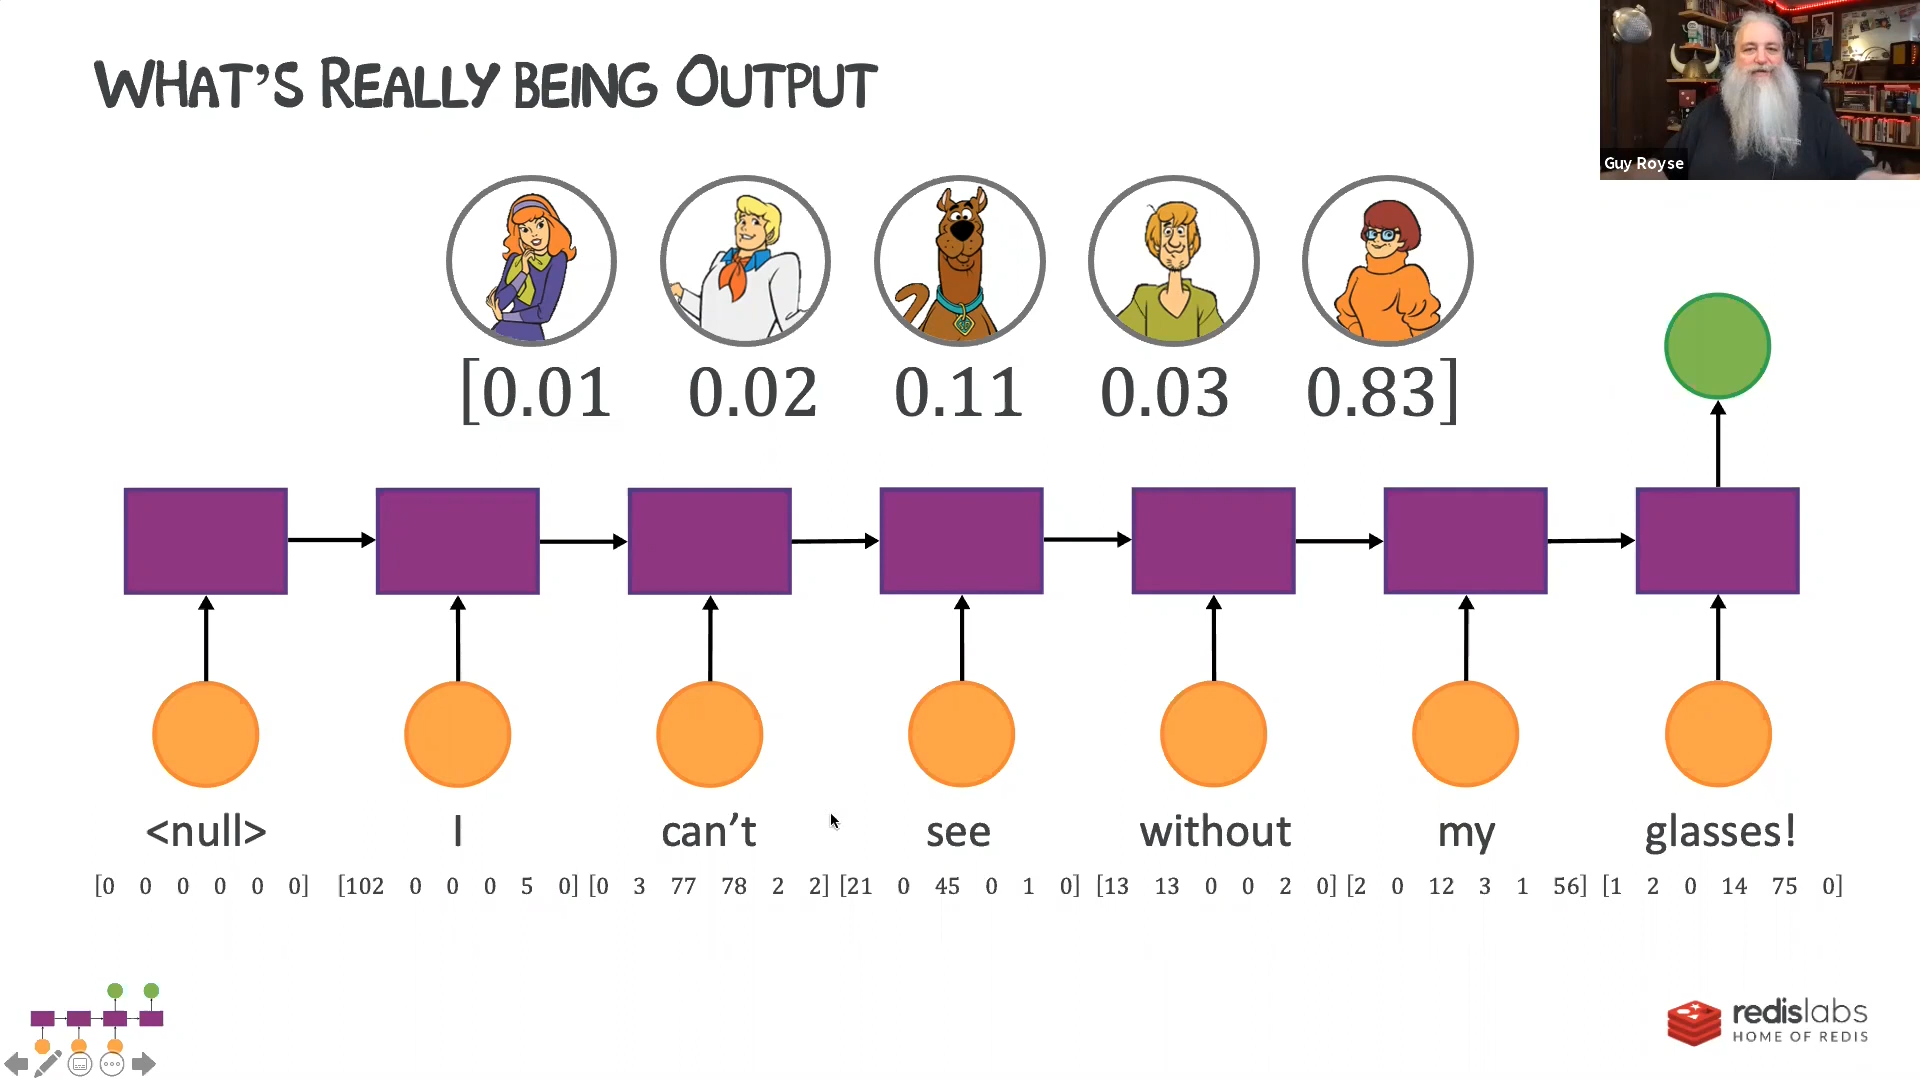 WHAT'S REALLY BEING OUTPUT
Guy Royse
[0.01 0.02 0.11 0.03 0.83]
<null> I can't see without my glasses!
[0 0 0 0 0 0] [102 0 0 0 5 0] [0 3 77 78 2 2] [21 0 45 0 1 0] [13 13 0 0 2 0] [2 0 12 3 1 56] [1 2 0 14 75 0]
redislabs
HOME OF REDIS